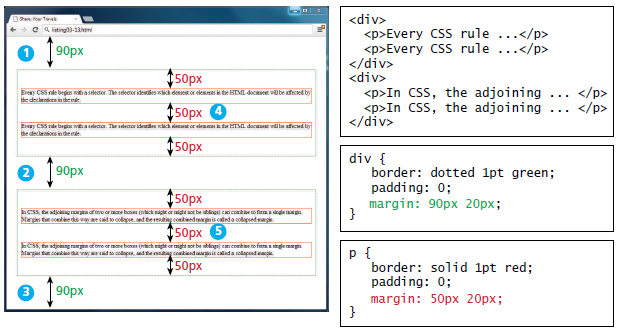 Share Your Travels
listing03-13.html
1
90px
50px
Every CSS rule begins with a selector. The selector identifies which element or elements in the HTML document will be affected by
the declarations in the rule.
50px
4
Every CSS rule begins with a selector. The selector identifies which element or elements in the HTML document will be affected by
the declarations in the rule.
50px
2
90px
50px
In CSS, the adjoining margins of two or more boxes (which might or might not be siblings) can combine to form a single margin.
Margins that combine this way are said to collapse, and the resulting combined margin is called a collapsed margin.
50px
5
In CSS, the adjoining margins of two or more boxes (which might or might not be siblings) can combine to form a single margin.
Margins that combine this way are said to collapse, and the resulting combined margin is called a collapsed margin.
50px
3
90px
<div>
<p>Every CSS rule ...</p>
<p>Every CSS rule ...</p>
</div>
<div>
<p>In CSS, the adjoining ... </p>
<p>In CSS, the adjoining ... </p>
</div>
div {
border: dotted 1pt green;
padding: 0;
margin: 90px 20px;
}
p {
border: solid 1pt red;
padding: 0;
margin: 50px 20px;
}